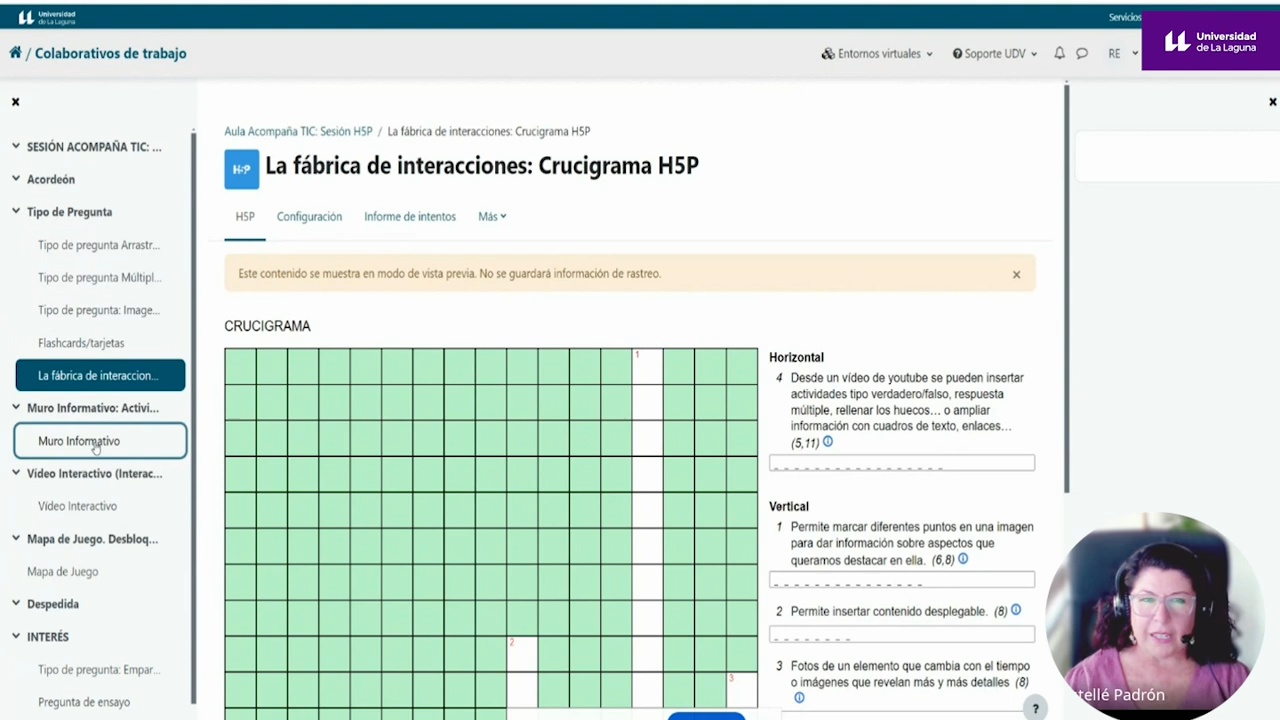 Universidad
de La Laguna
Servicios
Universidad
de La Laguna
/ Colaborativos de trabajo
Entornos virtuales
Soporte UDV
RE
SESIÓN ACOMPAÑA TIC: ...
Acordeón
Tipo de Pregunta
Tipo de pregunta Arrastr...
Tipo de pregunta Múltipl...
Tipo de pregunta: Image...
Flashcards/tarjetas
La fábrica de interaccion...
Muro Informativo: Activi...
Muro Informativo
Vídeo Interactivo (Interac...
Vídeo Interactivo
Mapa de Juego. Desbloq...
Mapa de Juego
Despedida
INTERÉS
Tipo de pregunta: Empar...
Pregunta de ensayo
Aula Acompaña TIC: Sesión H5P / La fábrica de interacciones: Crucigrama H5P
H5P
La fábrica de interacciones: Crucigrama H5P
H5P Configuración Informe de intentos Más
Este contenido se muestra en modo de vista previa. No se guardará información de rastreo.
CRUCIGRAMA
1
2
3
Horizontal
4 Desde un vídeo de youtube se pueden insertar
actividades tipo verdadero/falso, respuesta
múltiple, rellenar los huecos... o ampliar
información con cuadros de texto, enlaces...
(5,11)
Vertical
1 Permite marcar diferentes puntos en una imagen
para dar información sobre aspectos que
queramos destacar en ella. (6,8)
2 Permite insertar contenido desplegable. (8)
3 Fotos de un elemento que cambia con el tiempo
o imágenes que revelan más y más detalles (8)
?
stellé Padrón